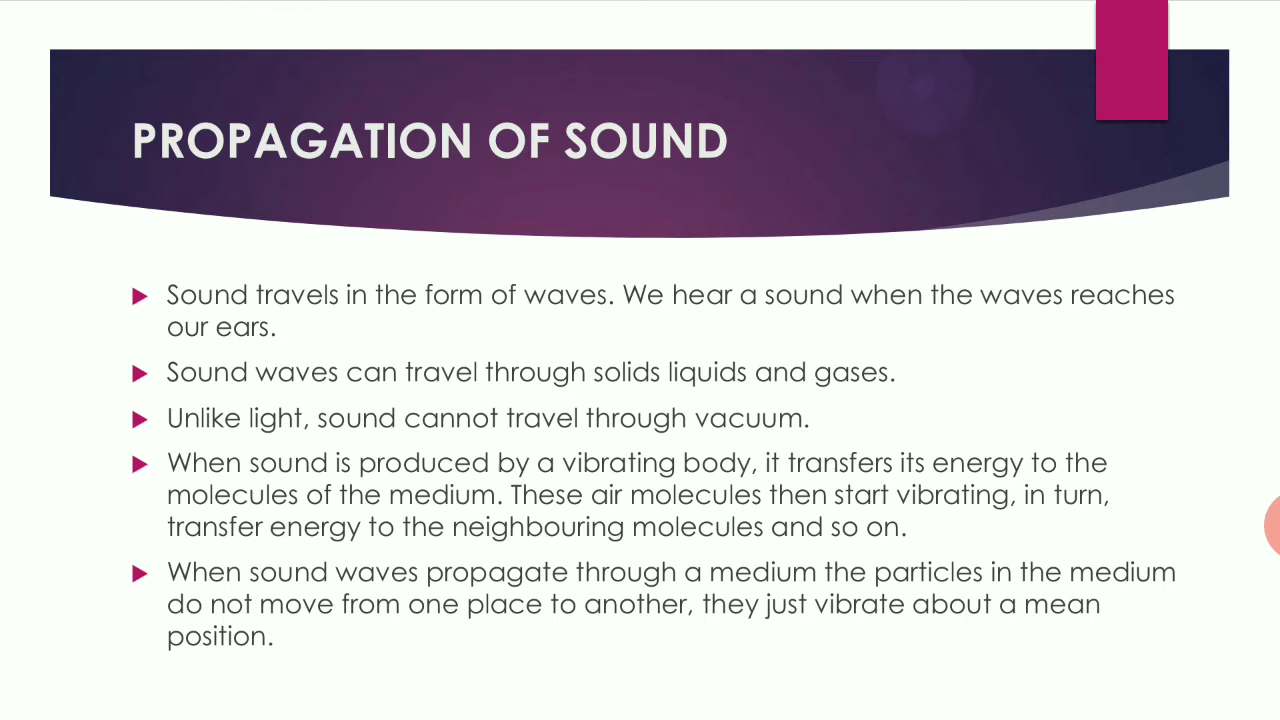 PROPAGATION OF SOUND
Sound travels in the form of waves. We hear a sound when the waves reaches
our ears.
Sound waves can travel through solids liquids and gases.
Unlike light, sound cannot travel through vacuum.
When sound is produced by a vibrating body, it transfers its energy to the
molecules of the medium. These air molecules then start vibrating, in turn,
transfer energy to the neighbouring molecules and so on.
When sound waves propagate through a medium the particles in the medium
do not move from one place to another, they just vibrate about a mean
position.